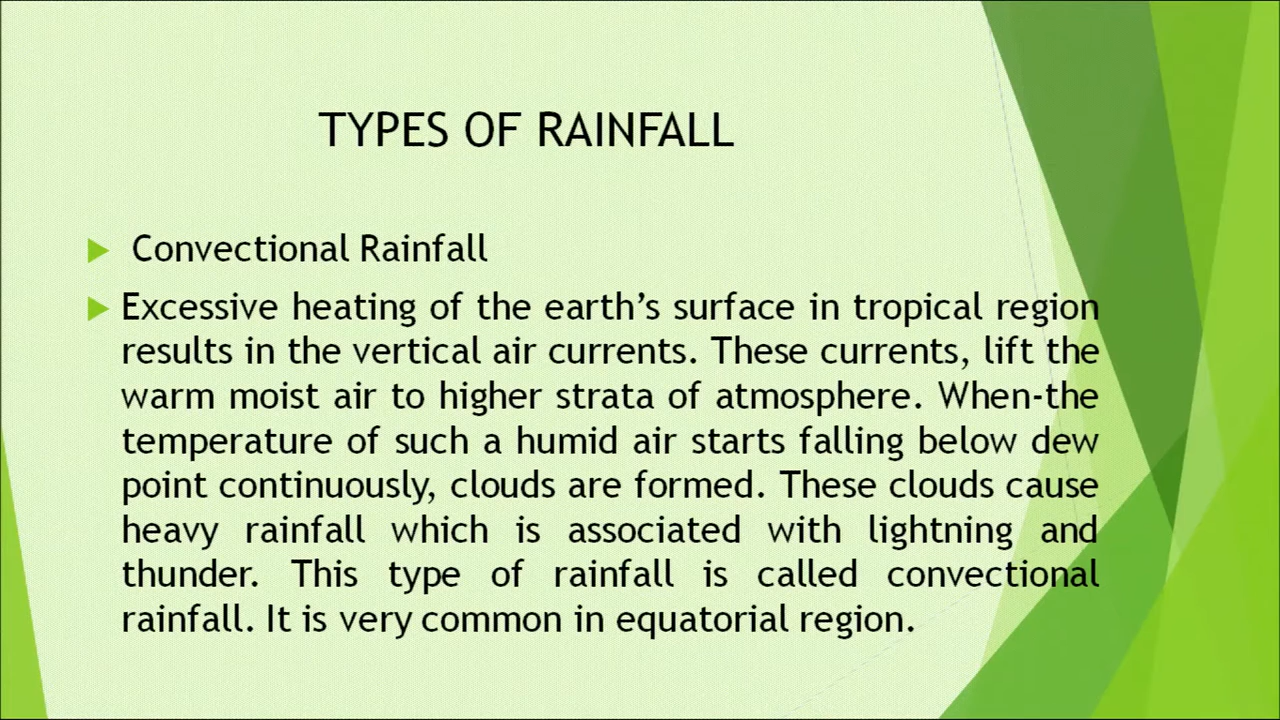 TYPES OF RAINFALL
Convectional Rainfall
Excessive heating of the earth’s surface in tropical region
results in the vertical air currents. These currents, lift the
warm moist air to higher strata of atmosphere. When-the
temperature of such a humid air starts falling below dew
point continuously, clouds are formed. These clouds cause
heavy rainfall which is associated with lightning and
thunder. This type of rainfall is called convectional
rainfall. It is very common in equatorial region.